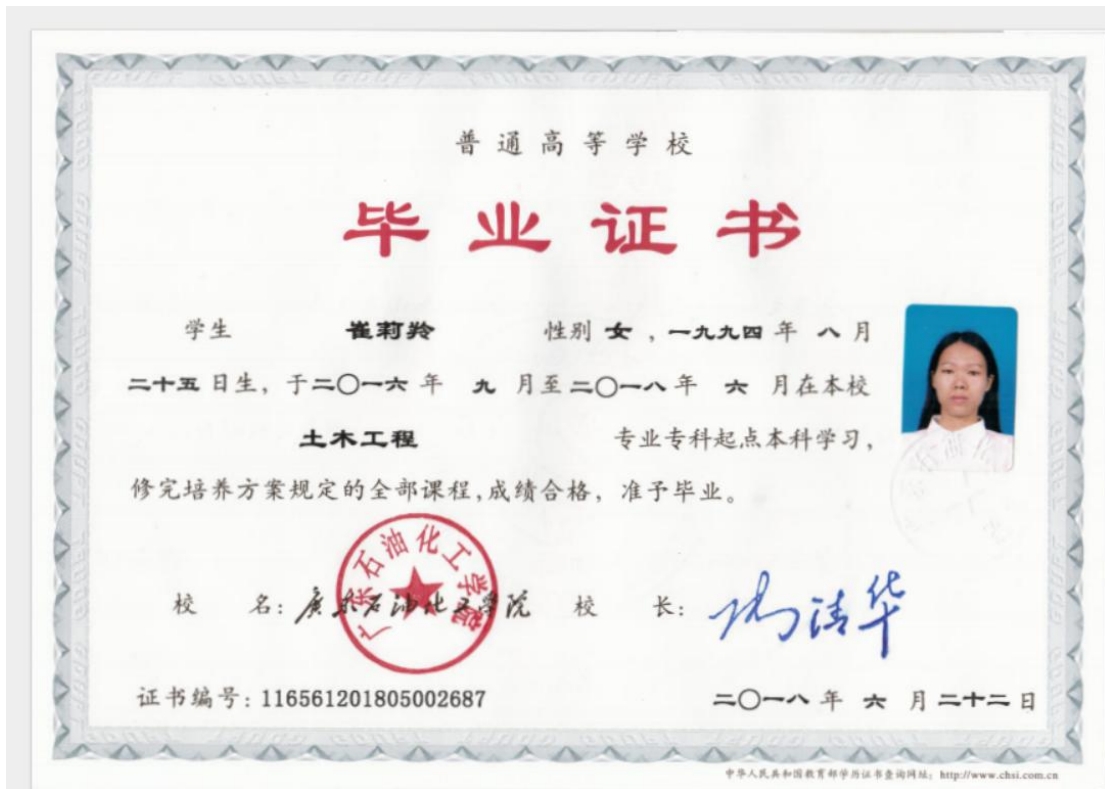 普通高等学校
毕业证书
学生 崔莉羚 性别 女 ，一九九四 年 八 月
二十五 日生，于二〇一六 年 九 月至二〇一八 年 六 月在本校
土木工程 专业专科起点本科学习，
修完培养方案规定的全部课程，成绩合格，准予毕业。
广东石油化工学院
校 名：广东石油化工学院 校 长：
清华
证书编号：116561201805002687 二〇一八 年 六 月二十二 日
中华人民共和国教育部学历证书查询网址：http://www.chsi.com.cn